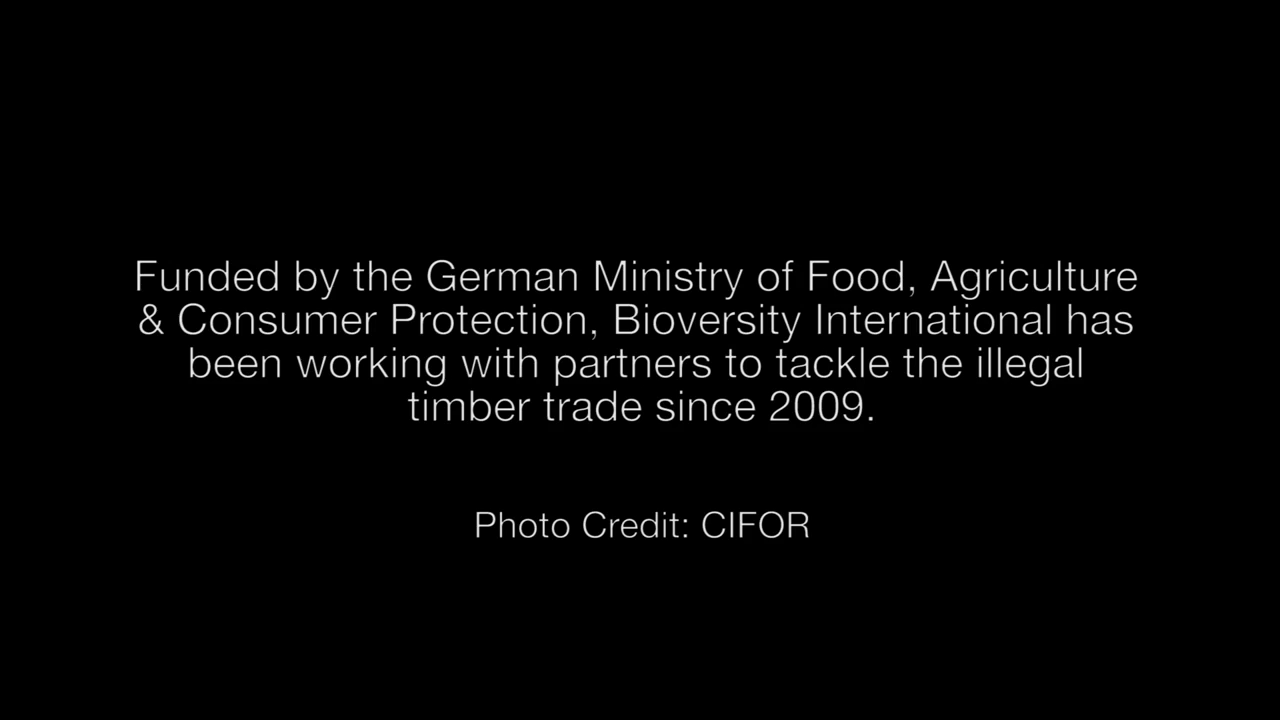 Funded by the German Ministry of Food, Agriculture
& Consumer Protection, Bioversity International has
been working with partners to tackle the illegal
timber trade since 2009.
Photo Credit: CIFOR